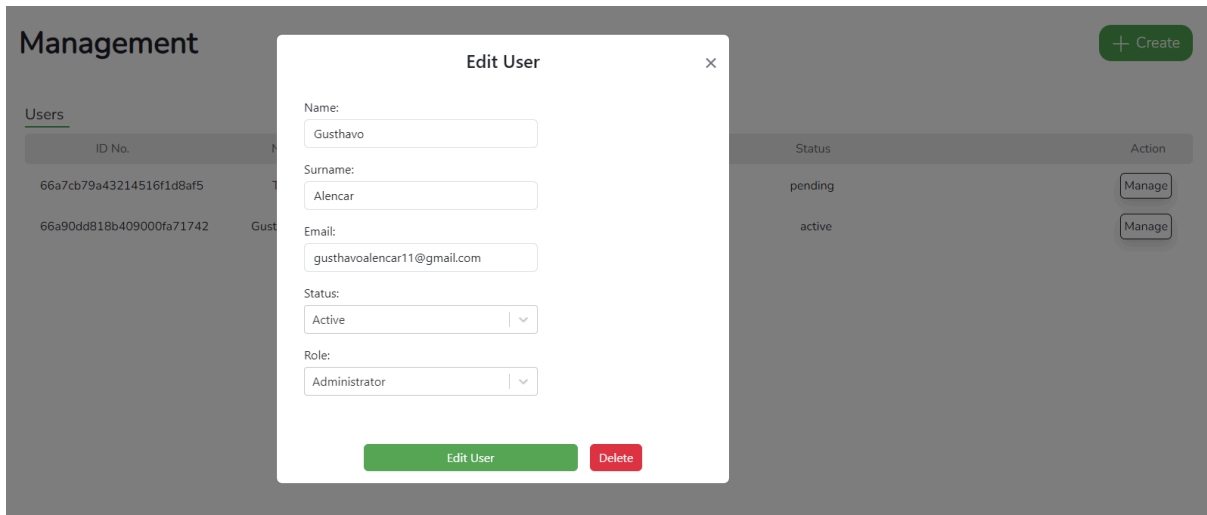 Management
+ Create
Users
ID No. Status Action
66a7cb79a43214516f1d8af5 pending Manage
66a90dd818b409000fa71742 Gust active Manage
Edit User ×
Name:
Gusthavo
Surname:
Alencar
Email:
gusthavoalencar11@gmail.com
Status:
Active
Role:
Administrator
Edit User Delete